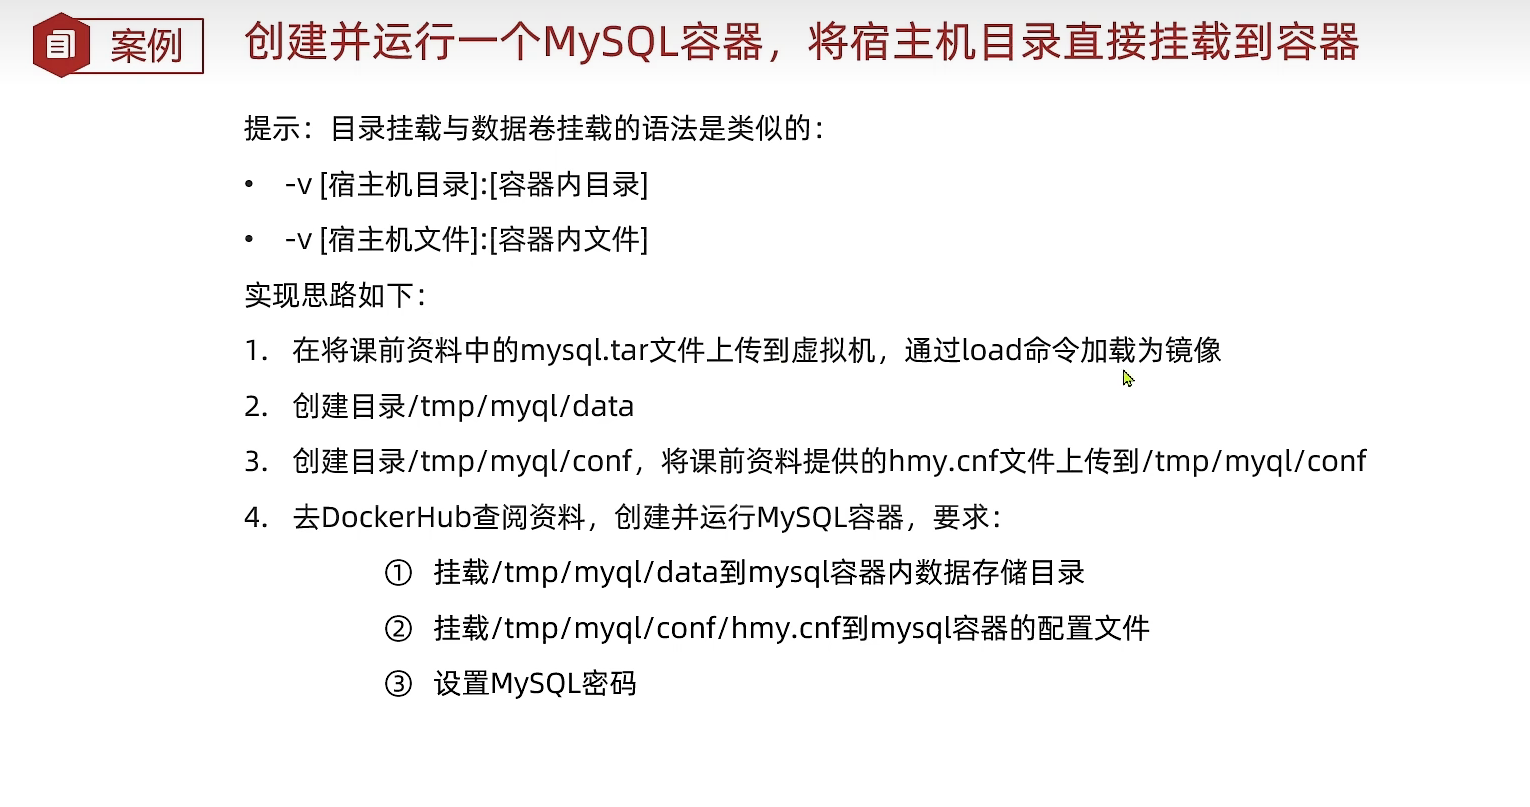 案例
创建并运行一个MySQL容器，将宿主机目录直接挂载到容器
提示：目录挂载与数据卷挂载的语法是类似的：
• -v [宿主机目录]:[容器内目录]
• -v [宿主机文件]:[容器内文件]
实现思路如下：
1. 在将课前资料中的mysql.tar文件上传到虚拟机，通过load命令加载为镜像
2. 创建目录/tmp/myql/data
3. 创建目录/tmp/myql/conf，将课前资料提供的hmy.cnf文件上传到/tmp/myql/conf
4. 去DockerHub查阅资料，创建并运行MySQL容器，要求：
① 挂载/tmp/myql/data到mysql容器内数据存储目录
② 挂载/tmp/myql/conf/hmy.cnf到mysql容器的配置文件
③ 设置MySQL密码